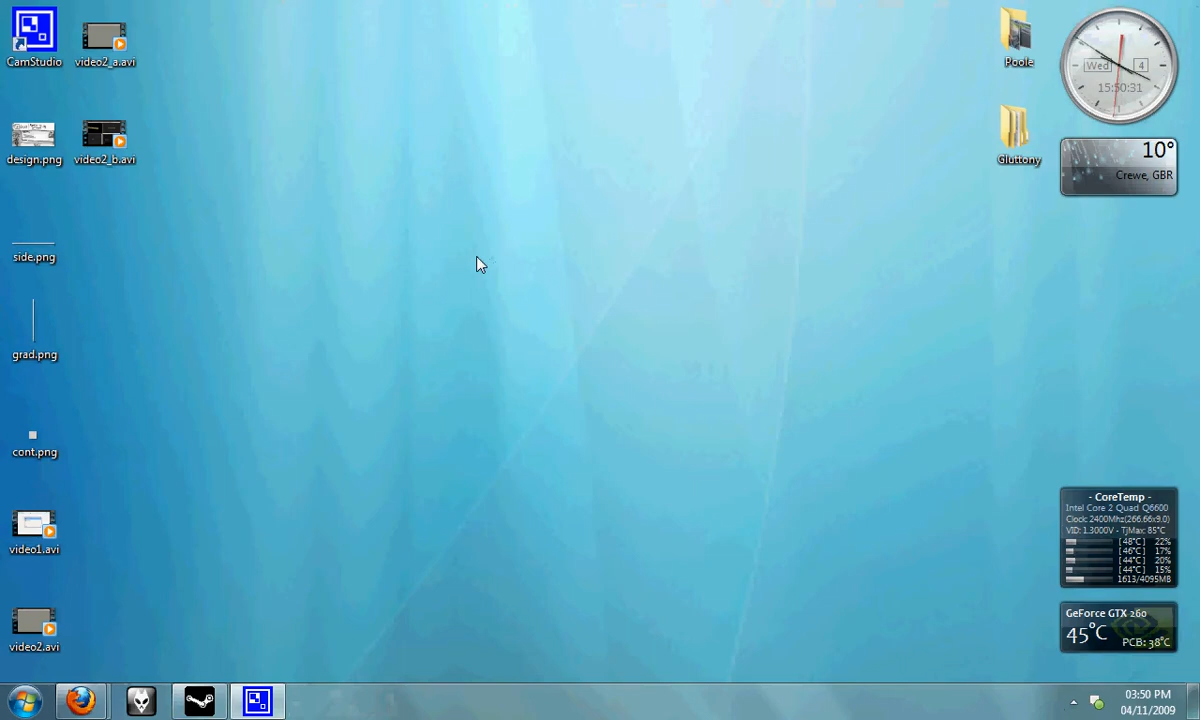 CamStudio
video2_a.avi
design.png
video2_b.avi
side.png
grad.png
cont.png
video1.avi
video2.avi
Poole
Gluttony
Wed 4
15:50:31
10°
Crewe, GBR
- CoreTemp -
Intel Core 2 Quad Q6600
Clock: 2400Mhz(266.66x9.0)
VID: 1.3000V - TjMax: 85°C
[48°C] 22%
[46°C] 17%
[44°C] 20%
[44°C] 15%
1613/4095MB
GeForce GTX 260
45°C
PCB: 38°C
03:50 PM
04/11/2009